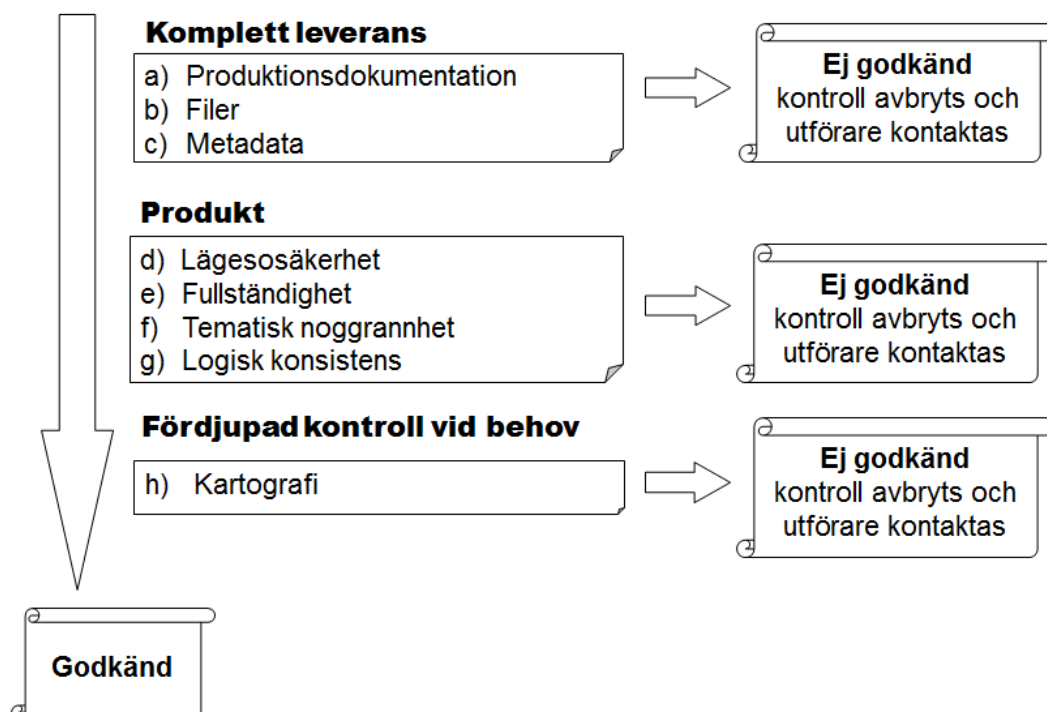 Komplett leverans
a) Produktionsdokumentation
b) Filer
c) Metadata
Ej godkänd
kontroll avbryts och
utförare kontaktas
Produkt
d) Lägesosäkerhet
e) Fullständighet
f) Tematisk noggrannhet
g) Logisk konsistens
Ej godkänd
kontroll avbryts och
utförare kontaktas
Fördjupad kontroll vid behov
h) Kartografi
Ej godkänd
kontroll avbryts och
utförare kontaktas
Godkänd